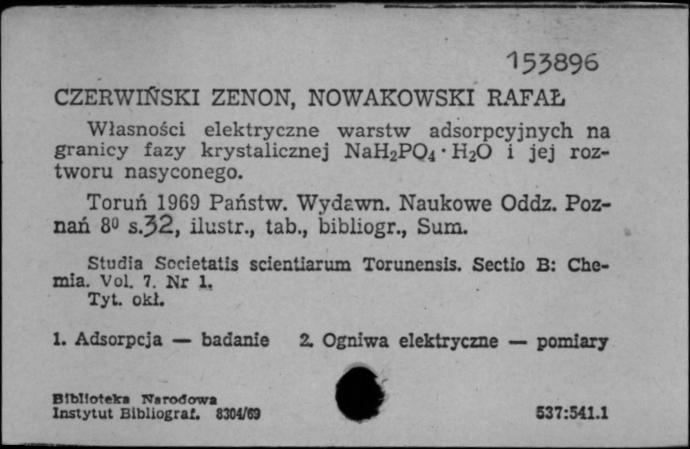 153896
CZERWIŃSKI ZENON, NOWAKOWSKI RAFAŁ
Własności elektryczne warstw adsorpcyjnych na
granicy fazy krystalicznej NaH₂PO₄ · H₂O i jej roz-
tworu nasyconego.
Toruń 1969 Państw. Wydawn. Naukowe Oddz. Poz-
nań 8⁰ s.32, ilustr., tab., bibliogr., Sum.
Studia Societatis scientiarum Torunensis. Sectio B: Che-
mia. Vol. 7. Nr 1.
Tyt. okł.
1. Adsorpcja — badanie 2. Ogniwa elektryczne — pomiary
Biblioteka Narodowa
Instytut Bibliograf. 8304/69 537:541.1